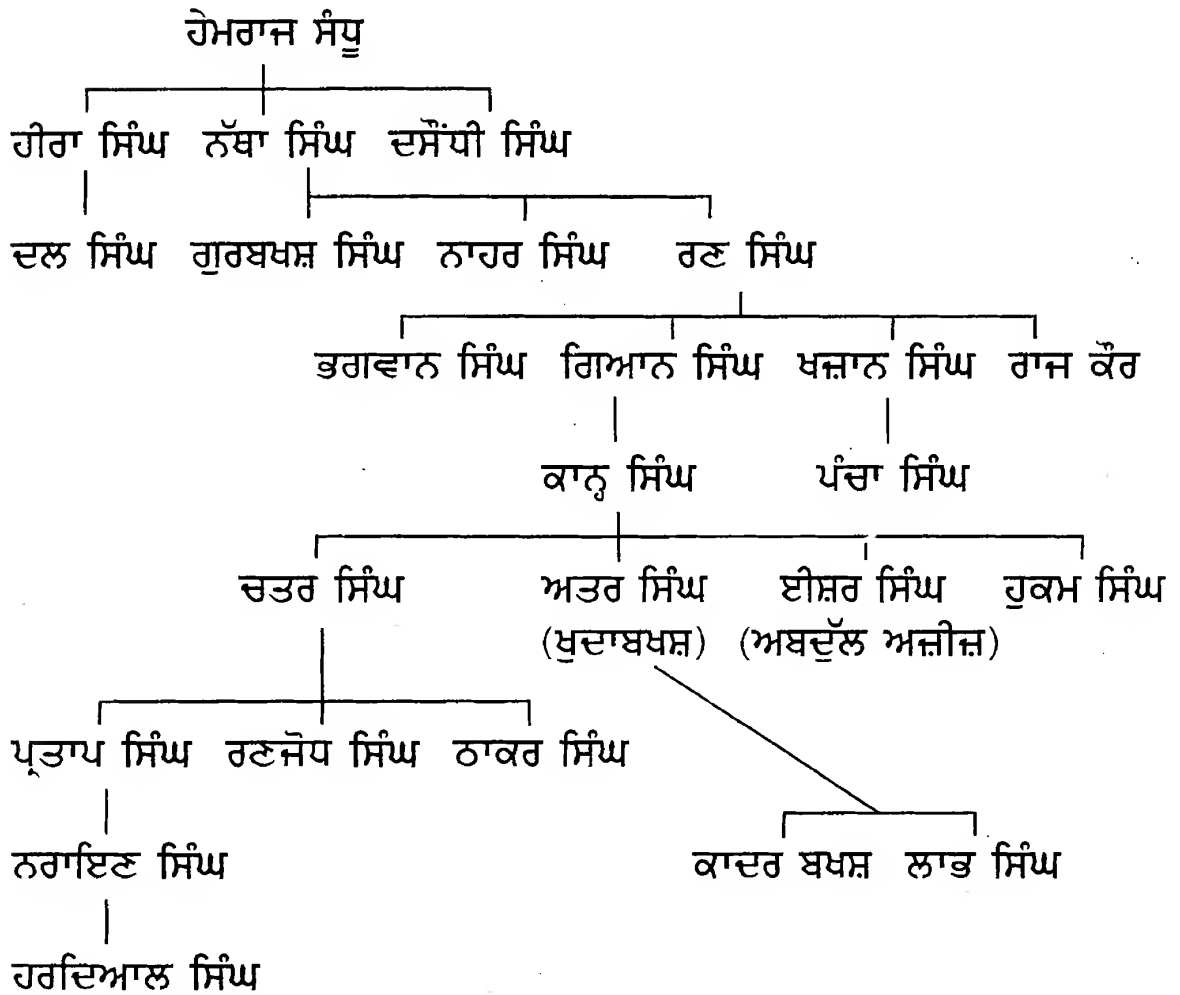 ਹੇਮਰਾਜ ਸੰਧੂ
ਹੀਰਾ ਸਿੰਘ ਨੱਥਾ ਸਿੰਘ ਦਸੌਂਧੀ ਸਿੰਘ
ਦਲ ਸਿੰਘ ਗੁਰਬਖਸ਼ ਸਿੰਘ ਨਾਹਰ ਸਿੰਘ ਰਣ ਸਿੰਘ
ਭਗਵਾਨ ਸਿੰਘ ਗਿਆਨ ਸਿੰਘ ਖਜ਼ਾਨ ਸਿੰਘ ਰਾਜ ਕੌਰ
ਕਾਨ੍ਹ ਸਿੰਘ ਪੰਚਾ ਸਿੰਘ
ਚਤਰ ਸਿੰਘ ਅਤਰ ਸਿੰਘ ਈਸ਼ਰ ਸਿੰਘ ਹੁਕਮ ਸਿੰਘ
(ਖੁਦਾਬਖਸ਼) (ਅਬਦੁੱਲ ਅਜ਼ੀਜ਼)
ਪ੍ਰਤਾਪ ਸਿੰਘ ਰਣਜੋਧ ਸਿੰਘ ਠਾਕਰ ਸਿੰਘ
ਨਰਾਇਣ ਸਿੰਘ ਕਾਦਰ ਬਖਸ਼ ਲਾਭ ਸਿੰਘ
ਹਰਦਿਆਲ ਸਿੰਘ